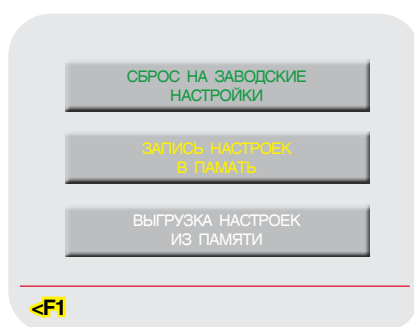 СБРОС НА ЗАВОДСКИЕ
НАСТРОЙКИ
ЗАПИСЬ НАСТРОЕК
В ПАМАТЬ
ВЫГРУЗКА НАСТРОЕК
ИЗ ПАМЯТИ
<F1